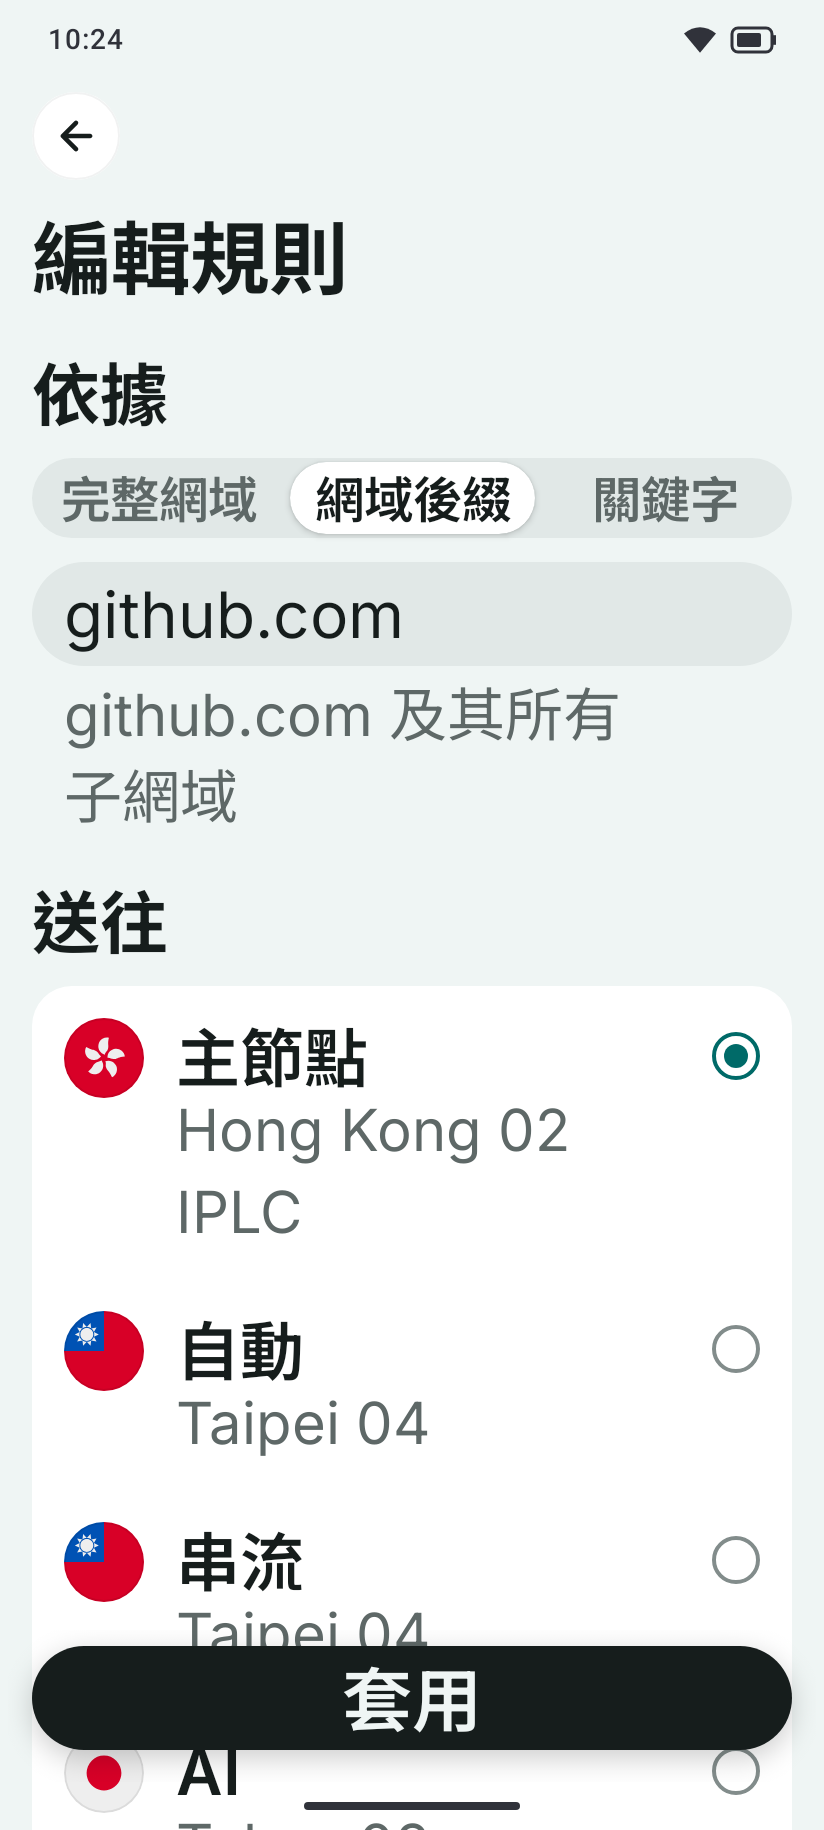 10:24
編輯規則
依據
完整網域 網域後綴 關鍵字
github.com
github.com 及其所有
子網域
送往
主節點
Hong Kong 02
IPLC
自動
Taipei 04
串流
Taipei 04
套用
AI